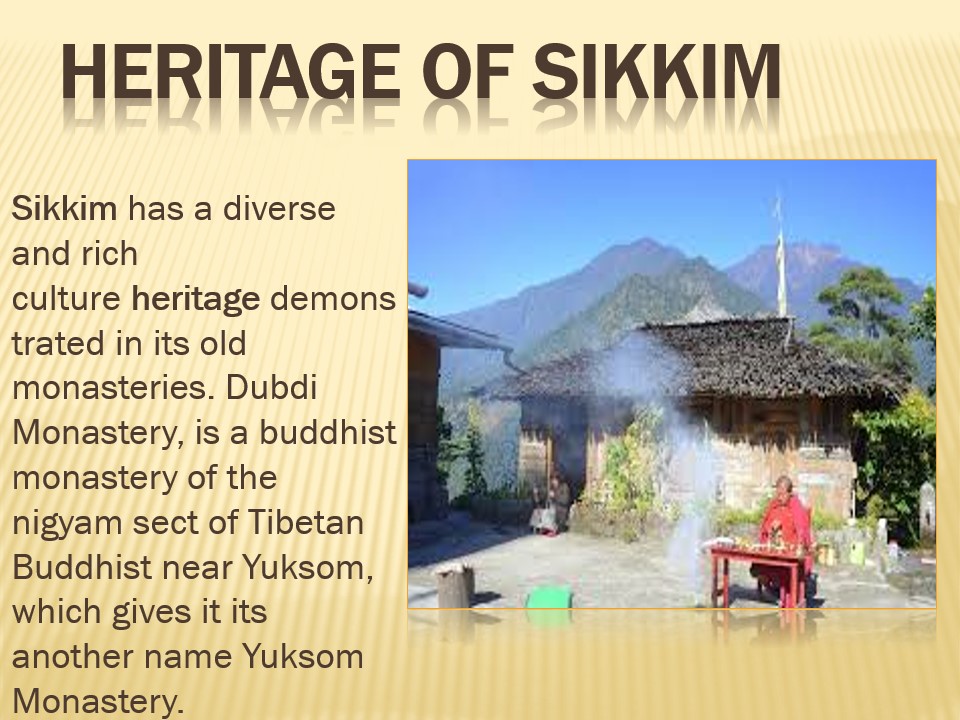 HERITAGE OF SIKKIM
Sikkim has a diverse
and rich
culture heritage demons
trated in its old
monasteries. Dubdi
Monastery, is a buddhist
monastery of the
nigyam sect of Tibetan
Buddhist near Yuksom,
which gives it its
another name Yuksom
Monastery.